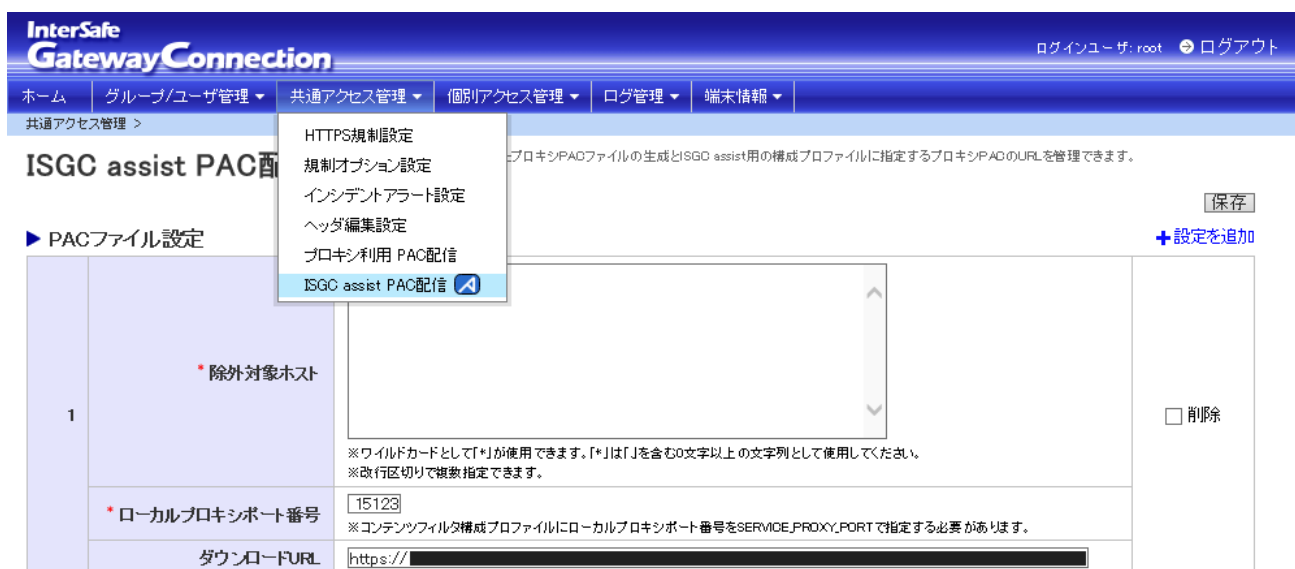 InterSafe
GatewayConnection
ログインユーザ: root ログアウト
ホーム グループ/ユーザ管理 ▼ 共通アクセス管理 ▼ 個別アクセス管理 ▼ ログ管理 ▼ 端末情報 ▼
共通アクセス管理 >
HTTPS規制設定
規制オプション設定
インシデントアラート設定
ヘッダ編集設定
プロキシ利用 PAC配信
ISGC assist PAC配信
ISGC assist PAC配
プロキシPACファイルの生成とISGC assist用の構成プロファイルに指定するプロキシPACのURLを管理できます。
保存
▶ PACファイル設定
+設定を追加
1
* 除外対象ホスト
※ワイルドカードとして「*」が使用できます。「*」は「.」を含む0文字以上の文字列として使用してください。
※改行区切りで複数指定できます。
削除
* ローカルプロキシポート番号
15123
※コンテンツフィルタ構成プロファイルにローカルプロキシポート番号をSERVICE_PROXY_PORTで指定する必要があります。
ダウンロードURL
https://